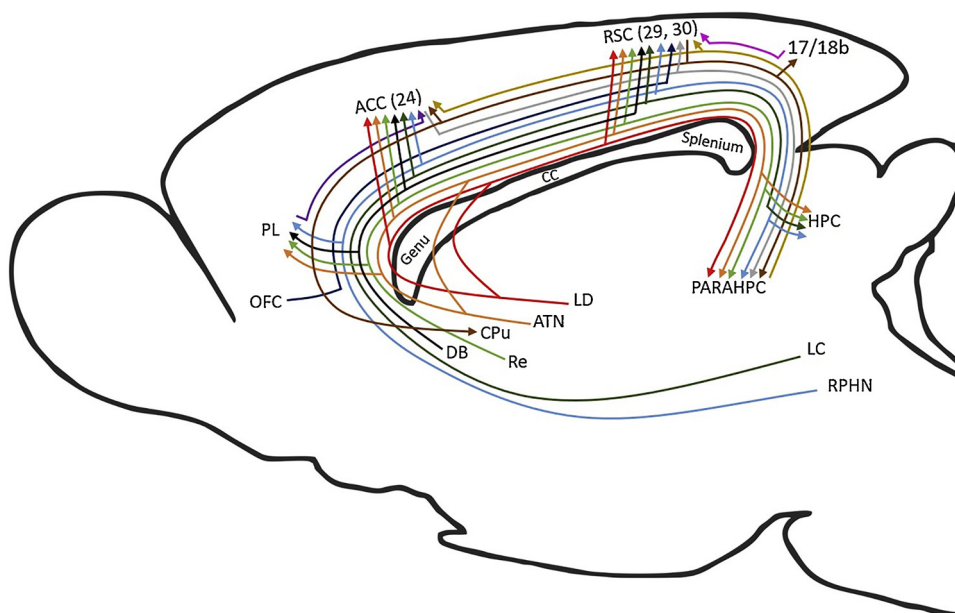 RSC (29, 30)
17/18b
ACC (24)
Splenium
CC
PL
Genu
HPC
OFC
PARAHPC
LD
ATN
CPu
DB
Re
LC
RPHN